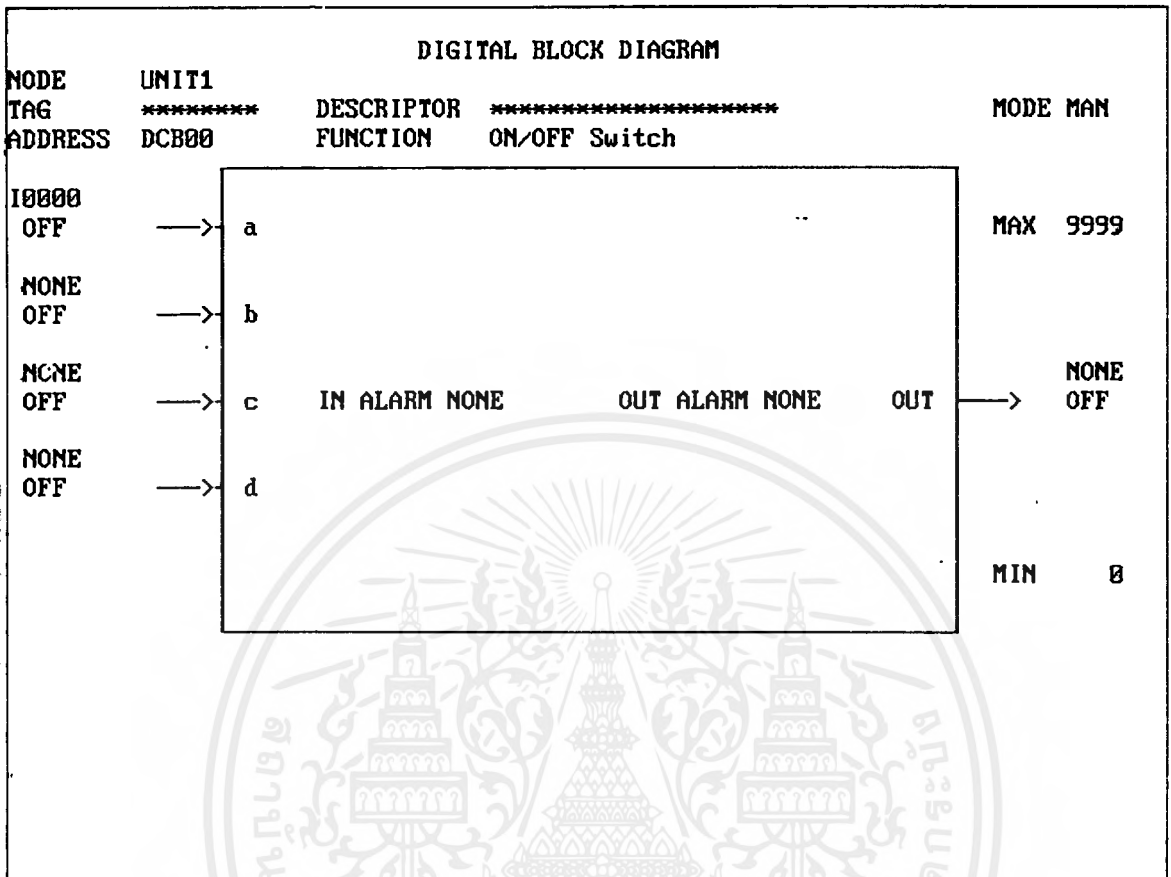 DIGITAL BLOCK DIAGRAM
NODE UNIT1
TAG ******** DESCRIPTOR ******************** MODE MAN
ADDRESS DCB00 FUNCTION ON/OFF Switch
I0000
OFF a MAX 9999
NONE
OFF b
NONE NONE
OFF c IN ALARM NONE OUT ALARM NONE OUT OFF
NONE
OFF d
MIN 0